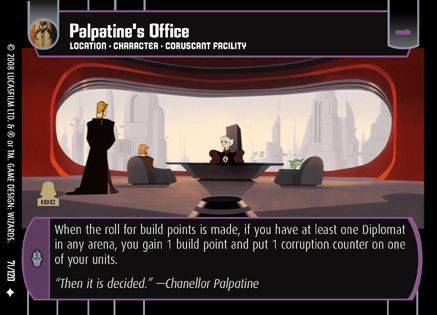 Palpatine's Office
LOCATION • CHARACTER • CORUSCANT FACILITY
IDC
When the roll for build points is made, if you have at least one Diplomat
in any arena, you gain 1 build point and put 1 corruption counter on one
of your units.
"Then it is decided." —Chanellor Palpatine
© 2008 LUCASFILM LTD. & ® or TM. GAME DESIGN: WIZARDS.
71/120